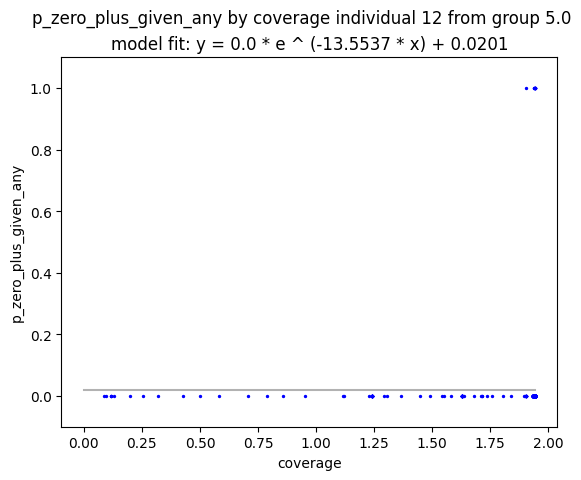 p_zero_plus_given_any by coverage individual 12 from group 5.0
model fit: y = 0.0 * e ^ (-13.5537 * x) + 0.0201
1.0
0.8
0.6
0.4
0.2
0.0
p_zero_plus_given_any
0.00 0.25 0.50 0.75 1.00 1.25 1.50 1.75 2.00
coverage